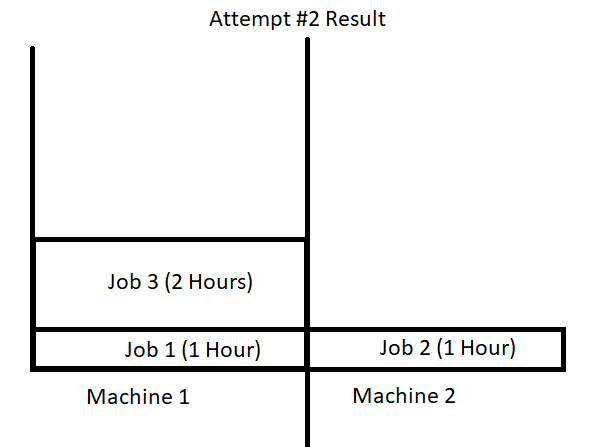 Attempt #2 Result
Job 3 (2 Hours)
Job 1 (1 Hour)
Job 2 (1 Hour)
Machine 1
Machine 2